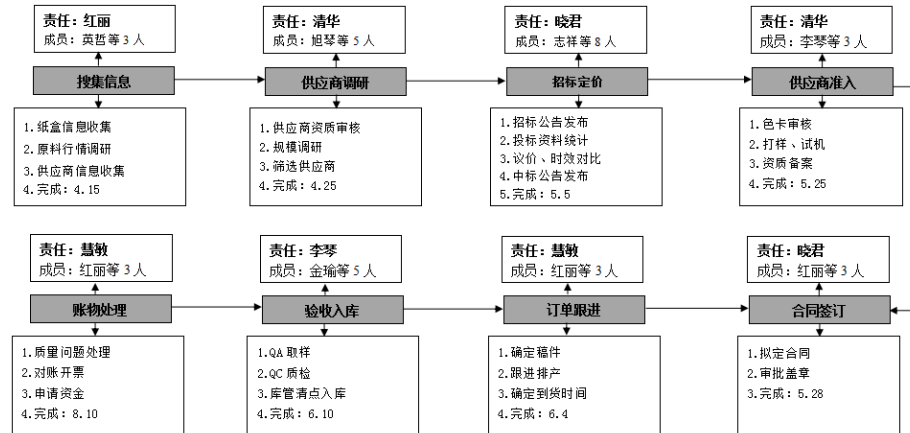 责任：红丽
成员：英哲等3人
搜集信息
1.纸盒信息收集
2.原料行情调研
3.供应商信息收集
4.完成：4.15
责任：清华
成员：旭琴等5人
供应商调研
1.供应商资质审核
2.规模调研
3.筛选供应商
4.完成：4.25
责任：晓君
成员：志祥等8人
招标定价
1.招标公告发布
2.投标资料统计
3.议价、时效对比
4.中标公告发布
5.完成：5.5
责任：清华
成员：李琴等3人
供应商准入
1.色卡审核
2.打样、试机
3.资质备案
4.完成：5.25
责任：慧敏
成员：红丽等3人
账物处理
1.质量问题处理
2.对账开票
3.申请资金
4.完成：8.10
责任：李琴
成员：金瑜等5人
验收入库
1.QA取样
2.QC质检
3.库管清点入库
4.完成：6.10
责任：慧敏
成员：红丽等3人
订单跟进
1.确定稿件
2.跟进排产
3.确定到货时间
4.完成：6.4
责任：晓君
成员：红丽等3人
合同签订
1.拟定合同
2.审批盖章
3.完成：5.28